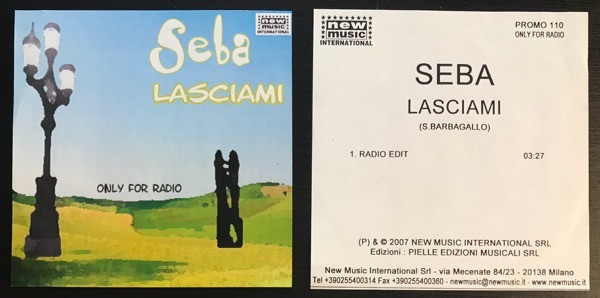 Seba
new
music
INTERNATIONAL
LASCIAMI
ONLY FOR RADIO
new
music
INTERNATIONAL
PROMO 110
ONLY FOR RADIO
SEBA
LASCIAMI
(S.BARBAGALLO)
1. RADIO EDIT 03:27
(P) & © 2007 NEW MUSIC INTERNATIONAL SRL
Edizioni : PIELLE EDIZIONI MUSICALI SRL
New Music International Srl - via Mecenate 84/23 - 20138 Milano
Tel +390255400314 Fax +390255400360 - newmusic@newmusic.it - www.newmusic.it